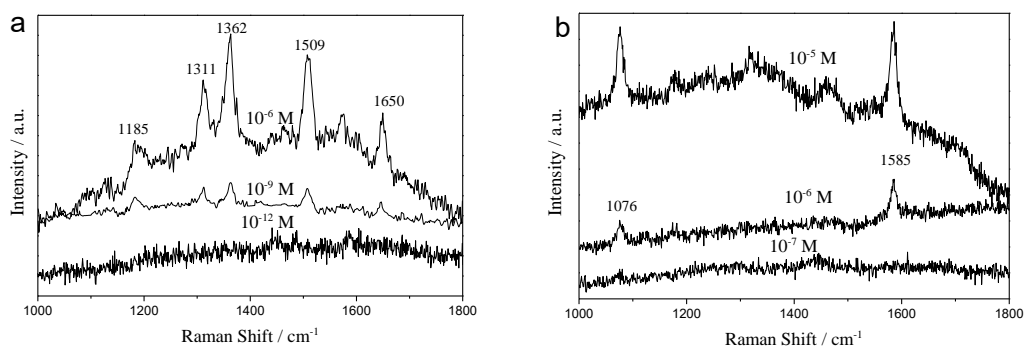 a
1362
1311
1509
1650
1185
10⁻⁶ M
10⁻⁹ M
10⁻¹² M
Intensity / a.u.
1000 1200 1400 1600 1800
Raman Shift / cm⁻¹
b
10⁻⁵ M
1585
10⁻⁶ M
1076
10⁻⁷ M
Intensity / a.u.
1000 1200 1400 1600 1800
Raman Shift / cm⁻¹